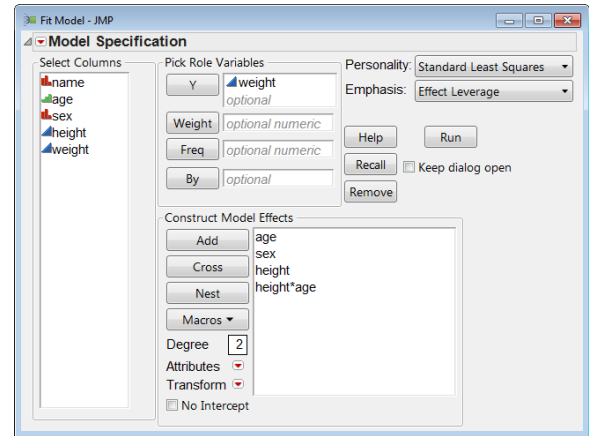 Fit Model - JMP
Model Specification
Select Columns
name
age
sex
height
weight
Pick Role Variables
Y
weight
optional
Weight
optional numeric
Freq
optional numeric
By
optional
Personality:
Standard Least Squares
Emphasis:
Effect Leverage
Help
Run
Recall
Keep dialog open
Remove
Construct Model Effects
Add
Cross
Nest
Macros
Degree
2
Attributes
Transform
No Intercept
age
sex
height
height*age